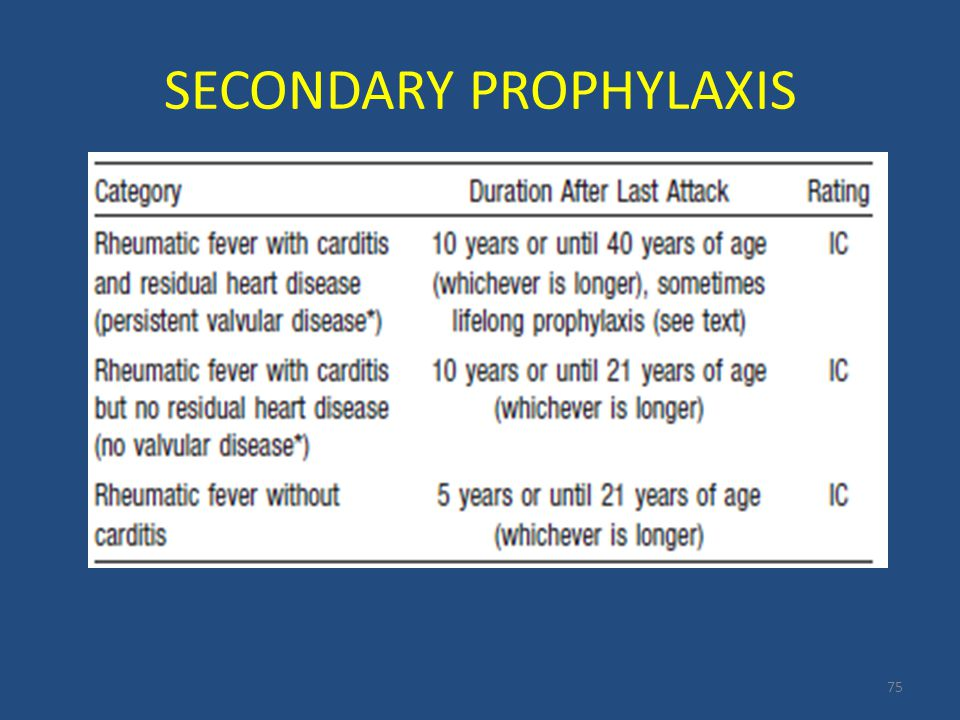 SECONDARY PROPHYLAXIS
Category Duration After Last Attack Rating
Rheumatic fever with carditis 10 years or until 40 years of age IC
and residual heart disease (whichever is longer), sometimes
(persistent valvular disease*) lifelong prophylaxis (see text)
Rheumatic fever with carditis 10 years or until 21 years of age IC
but no residual heart disease (whichever is longer)
(no valvular disease*)
Rheumatic fever without 5 years or until 21 years of age IC
carditis (whichever is longer)
75